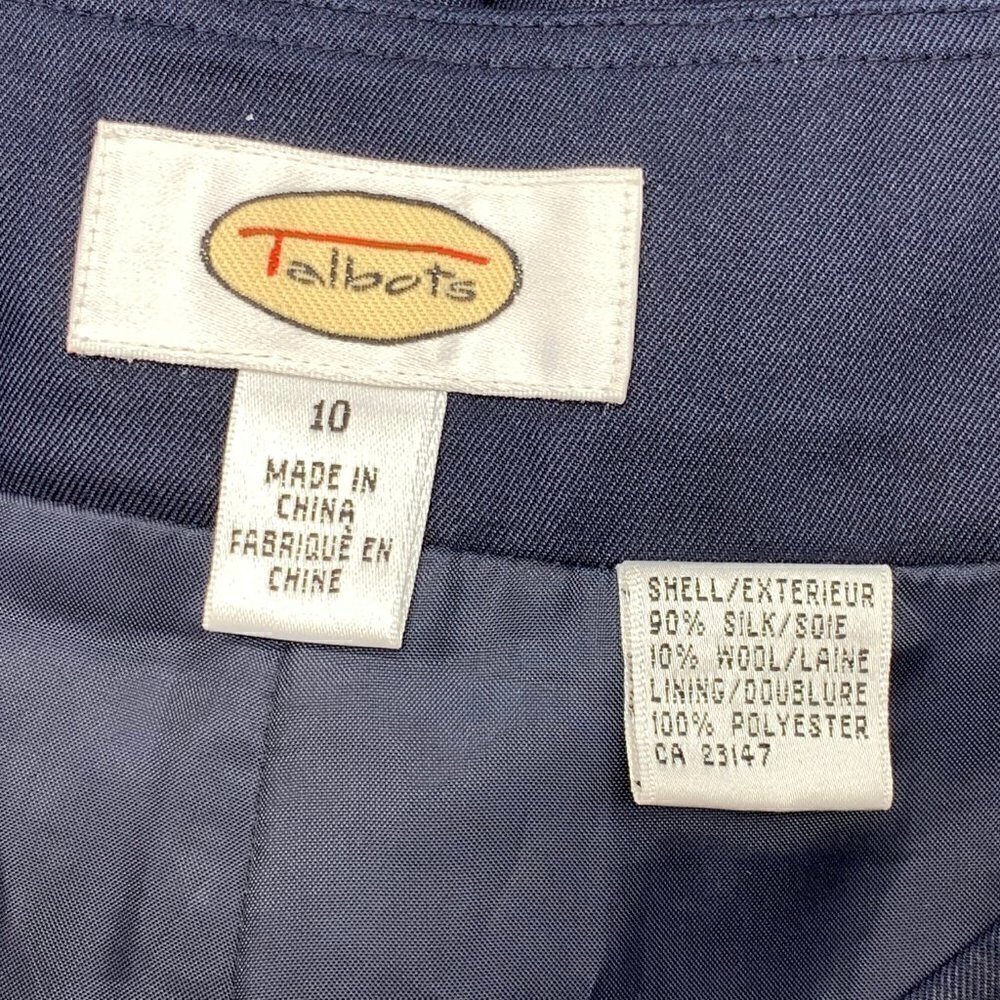 Talbots
10
MADE IN
CHINA
FABRIQUÈ EN
CHINE
SHELL/EXTERIEUR
90% SILK/SOIE
10% WOOL/LAINE
LINING/DOUBLURE
100% POLYESTER
CA 23147